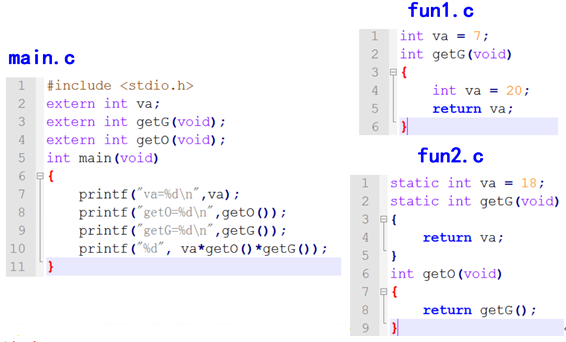 main.c
1 #include <stdio.h>
2 extern int va;
3 extern int getG(void);
4 extern int getO(void);
5 int main(void)
6 {
7     printf("va=%d\n",va);
8     printf("getO=%d\n",getO());
9     printf("getG=%d\n",getG());
10     printf("%d", va*getO()*getG());
11 }
fun1.c
1 int va = 7;
2 int getG(void)
3 {
4     int va = 20;
5     return va;
6 }
fun2.c
1 static int va = 18;
2 static int getG(void)
3 {
4     return va;
5 }
6 int getO(void)
7 {
8     return getG();
9 }